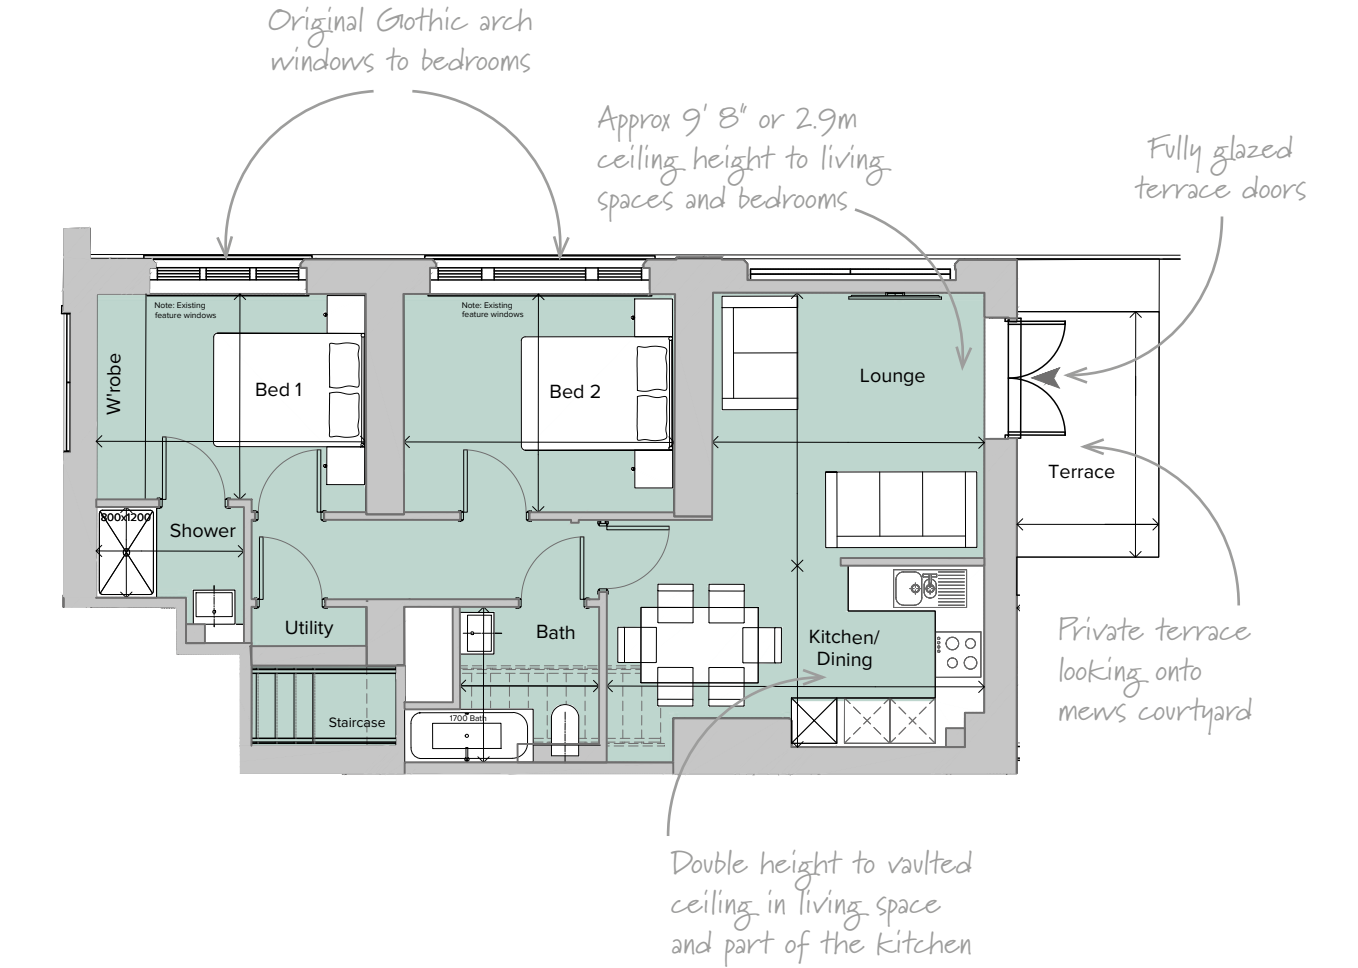 Original Gothic arch
windows to bedrooms
Approx 9' 8" or 2.9m
ceiling height to living
spaces and bedrooms
Fully glazed
terrace doors
Note: Existing
feature windows
Note: Existing
feature windows
W'robe
Bed 1
Bed 2
Lounge
Terrace
800x1200
Shower
Utility
Bath
Kitchen/
Dining
Staircase
1700 Bath
Private terrace
looking onto
mews courtyard
Double height to vaulted
ceiling in living space
and part of the kitchen